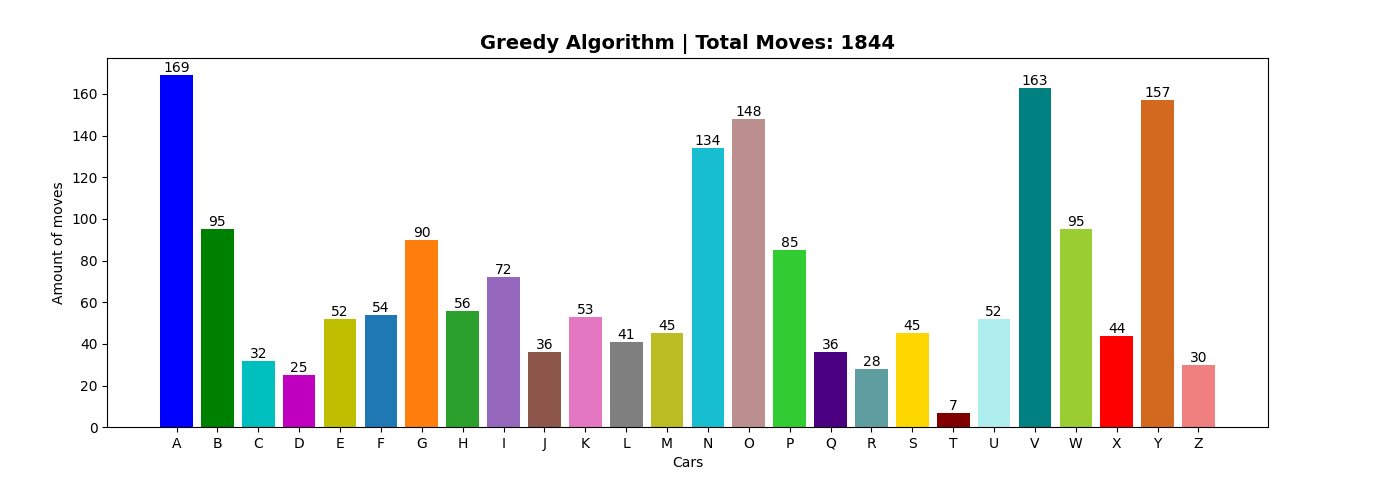 Greedy Algorithm | Total Moves: 1844
Amount of moves
160
140
120
100
80
60
40
20
0
169 95 32 25 52 54 90 56 72 36 53 41 45 134 148 85 36 28 45 7 52 163 95 44 157 30
A B C D E F G H I J K L M N O P Q R S T U V W X Y Z
Cars